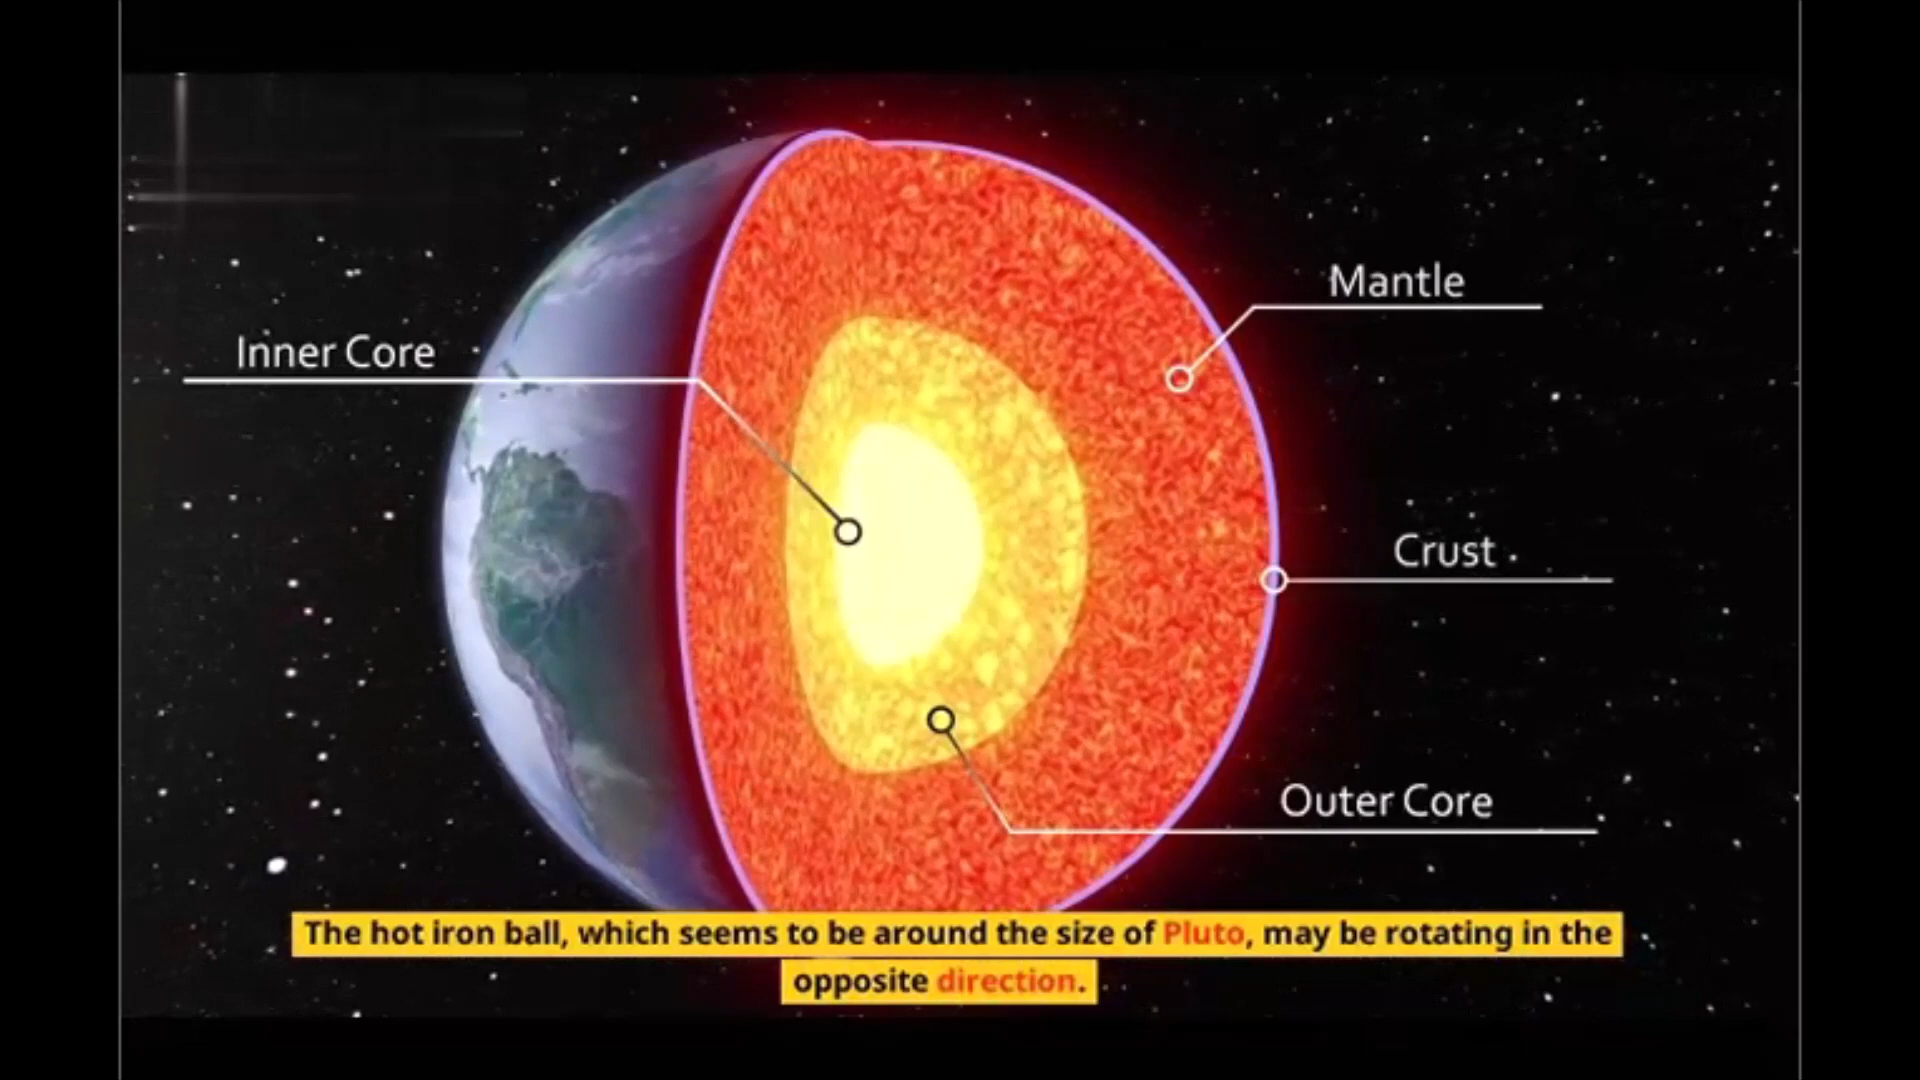 Mantle
Inner Core
Crust
Outer Core
The hot iron ball, which seems to be around the size of Pluto, may be rotating in the
opposite direction.